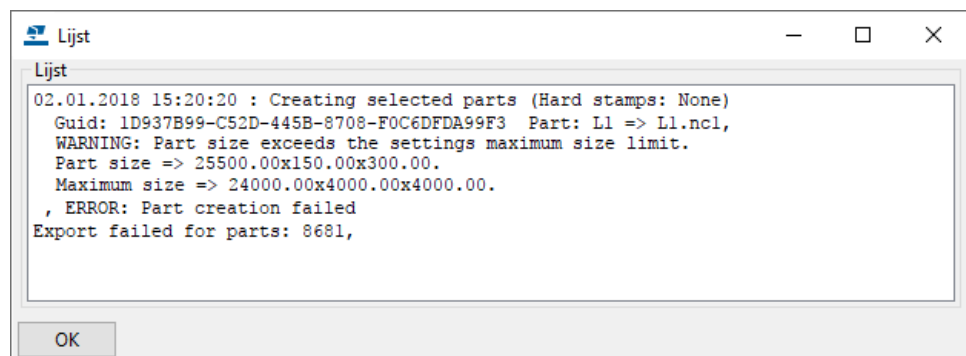 Lijst
Lijst
02.01.2018 15:20:20 : Creating selected parts (Hard stamps: None)
Guid: 1D937B99-C52D-445B-8708-F0C6DFDA99F3  Part: L1 => L1.nc1,
WARNING: Part size exceeds the settings maximum size limit.
Part size => 25500.00x150.00x300.00.
Maximum size => 24000.00x4000.00x4000.00.
, ERROR: Part creation failed
Export failed for parts: 8681,
OK